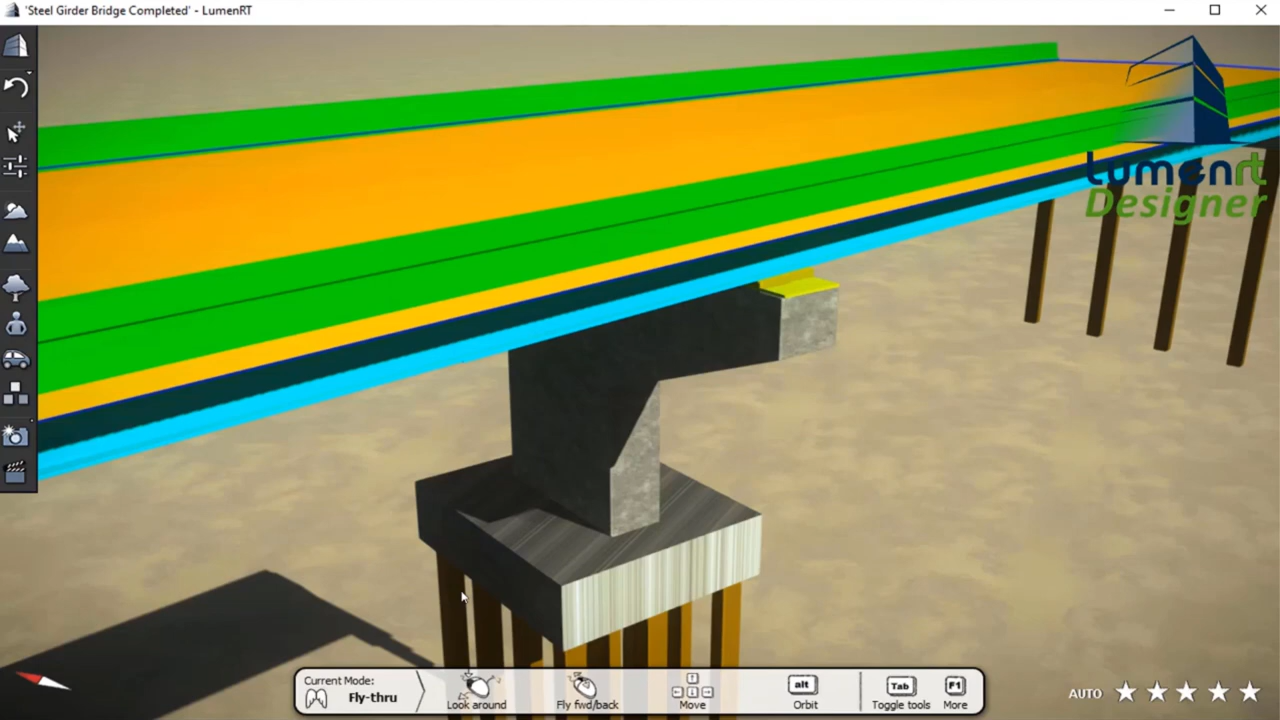 'Steel Girder Bridge Completed' - LumenRT
Lumenrt
Designer
Current Mode:
Fly-thru
Look around
Fly fwd/back
Move
alt
Orbit
Tab
Toggle tools
F1
More
AUTO